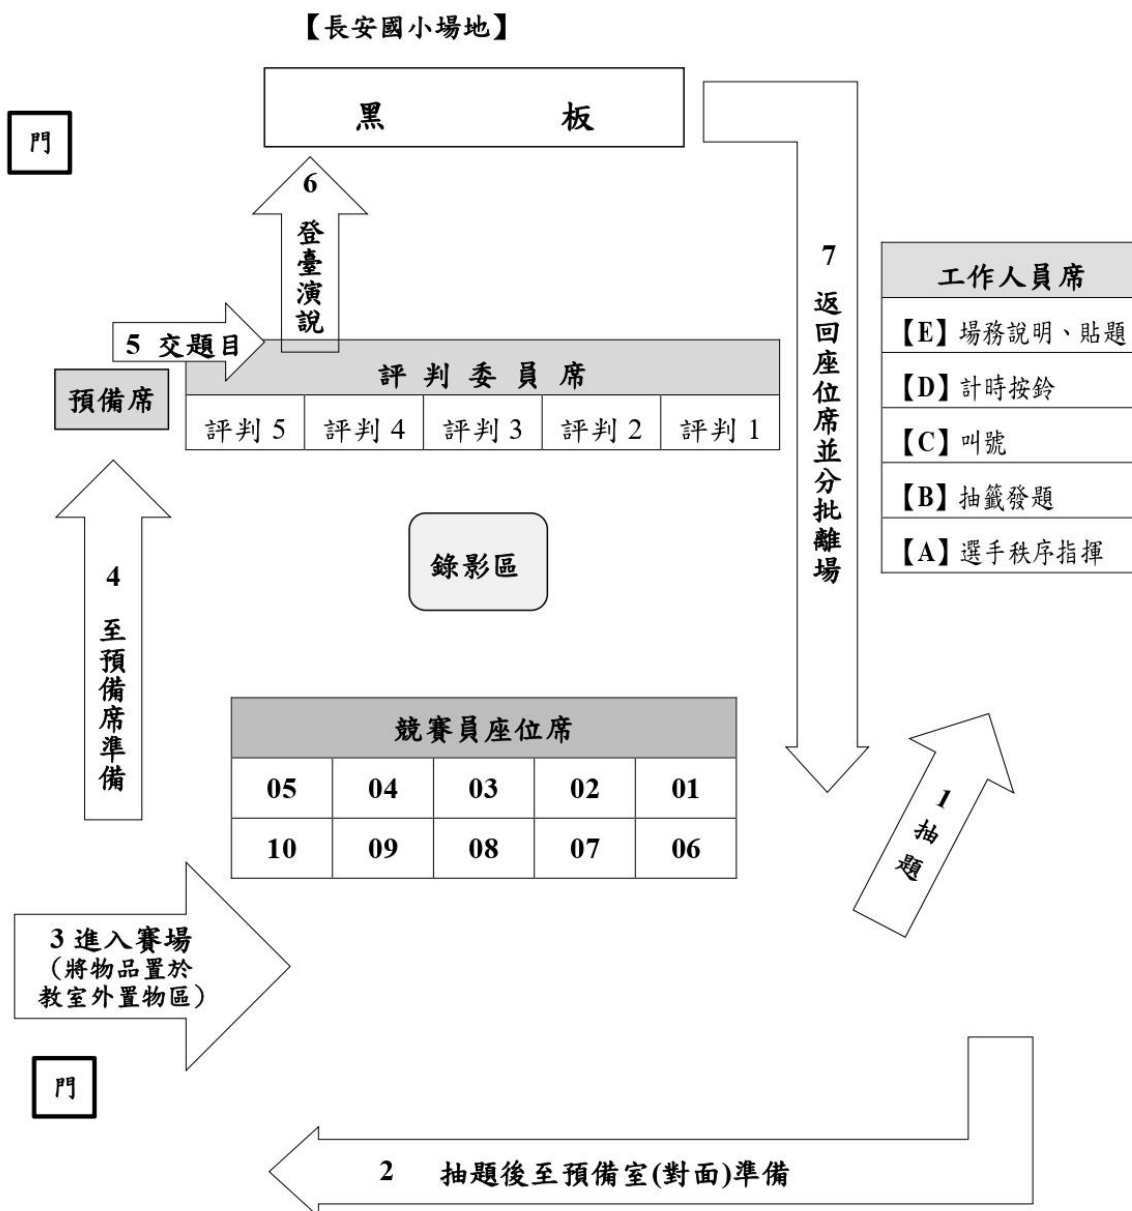 【長安國小場地】
黑 板
門
6 登臺演說
7 返回座位席並分批離場
工作人員席
【E】場務說明、貼題
【D】計時按鈴
【C】叫號
【B】抽籤發題
【A】選手秩序指揮
5 交題目
預備席
評判委員席
評判 5 評判 4 評判 3 評判 2 評判 1
錄影區
4 至預備席準備
競賽員座位席
05 04 03 02 01
10 09 08 07 06
1 抽題
3 進入賽場
（將物品置於
教室外置物區）
門
2 抽題後至預備室(對面)準備